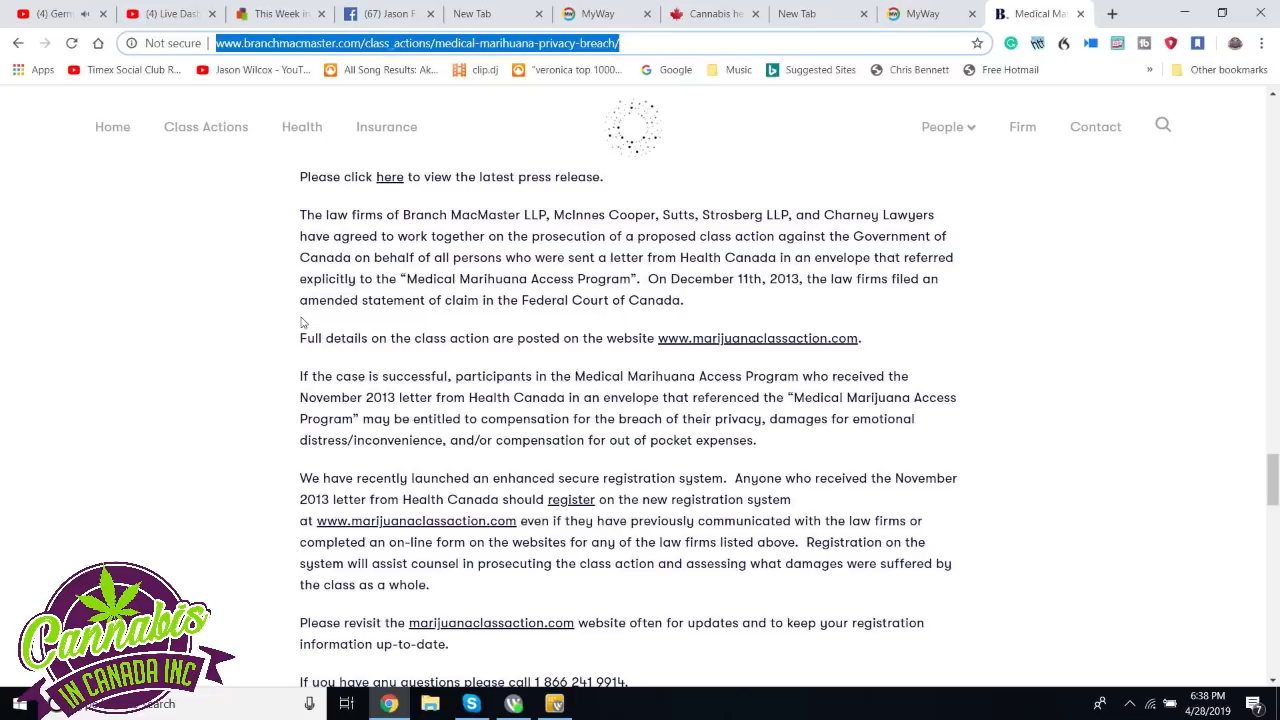 (4) Germ
(4) Live Dash
This Week in
(67) Faceb
New Tab
MyWay
Cannabis he
New Tab
MyWay
Medical Ma
Not secure www.branchmacmaster.com/class_actions/medical-marihuana-privacy-breach/
Apps Timex Social Club R... Jason Wilcox - YouT... All Song Results: Ak... clip.dj "veronica top 1000... Google Music Suggested Sites Chris Bennett Free Hotmail » Other bookmarks
Home Class Actions Health Insurance People Firm Contact
Please click here to view the latest press release.
The law firms of Branch MacMaster LLP, McInnes Cooper, Sutts, Strosberg LLP, and Charney Lawyers
have agreed to work together on the prosecution of a proposed class action against the Government of
Canada on behalf of all persons who were sent a letter from Health Canada in an envelope that referred
explicitly to the “Medical Marihuana Access Program”. On December 11th, 2013, the law firms filed an
amended statement of claim in the Federal Court of Canada.
Full details on the class action are posted on the website www.marijuanaclassaction.com.
If the case is successful, participants in the Medical Marihuana Access Program who received the
November 2013 letter from Health Canada in an envelope that referenced the “Medical Marijuana Access
Program” may be entitled to compensation for the breach of their privacy, damages for emotional
distress/inconvenience, and/or compensation for out of pocket expenses.
We have recently launched an enhanced secure registration system. Anyone who received the November
2013 letter from Health Canada should register on the new registration system
at www.marijuanaclassaction.com even if they have previously communicated with the law firms or
completed an on-line form on the websites for any of the law firms listed above. Registration on the
system will assist counsel in prosecuting the class action and assessing what damages were suffered by
the class as a whole.
Please revisit the marijuanaclassaction.com website often for updates and to keep your registration
information up-to-date.
If you have any questions please call 1 866 241 9914.
Cannabis
IN CANADA INC
6:38 PM
4/28/2019
7